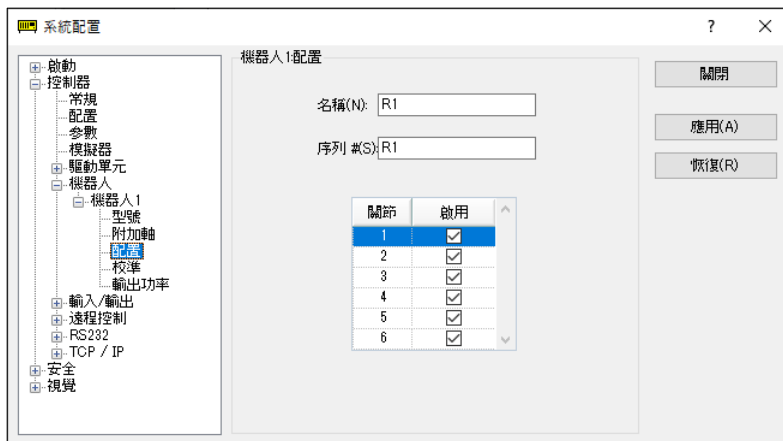 系統配置
啟動
控制器
常規
配置
參數
模擬器
驅動單元
機器人
機器人1
型號
附加軸
配置
校準
輸出功率
輸入/輸出
遠程控制
RS232
TCP / IP
安全
視覺
機器人1:配置
名稱(N): R1
序列 #(S): R1
關節 啟用
1
2
3
4
5
6
關閉
應用(A)
恢復(R)